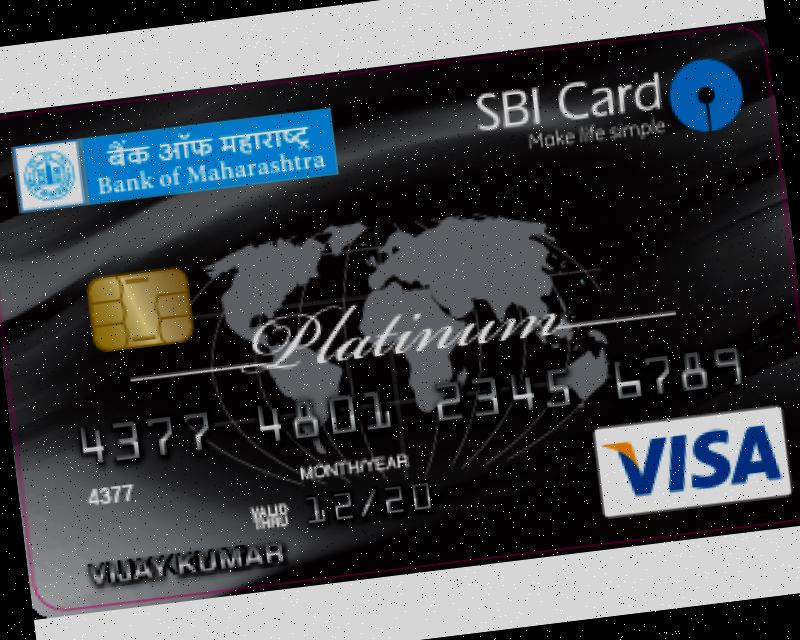 SBI Card
Make life simple
बैंक ऑफ महाराष्ट्र
Bank of Maharashtra
Platinum
4377 4801 2345 6789
4377
MONTH/YEAR
VALID THRU 12/20
VISA
VIJAY KUMAR